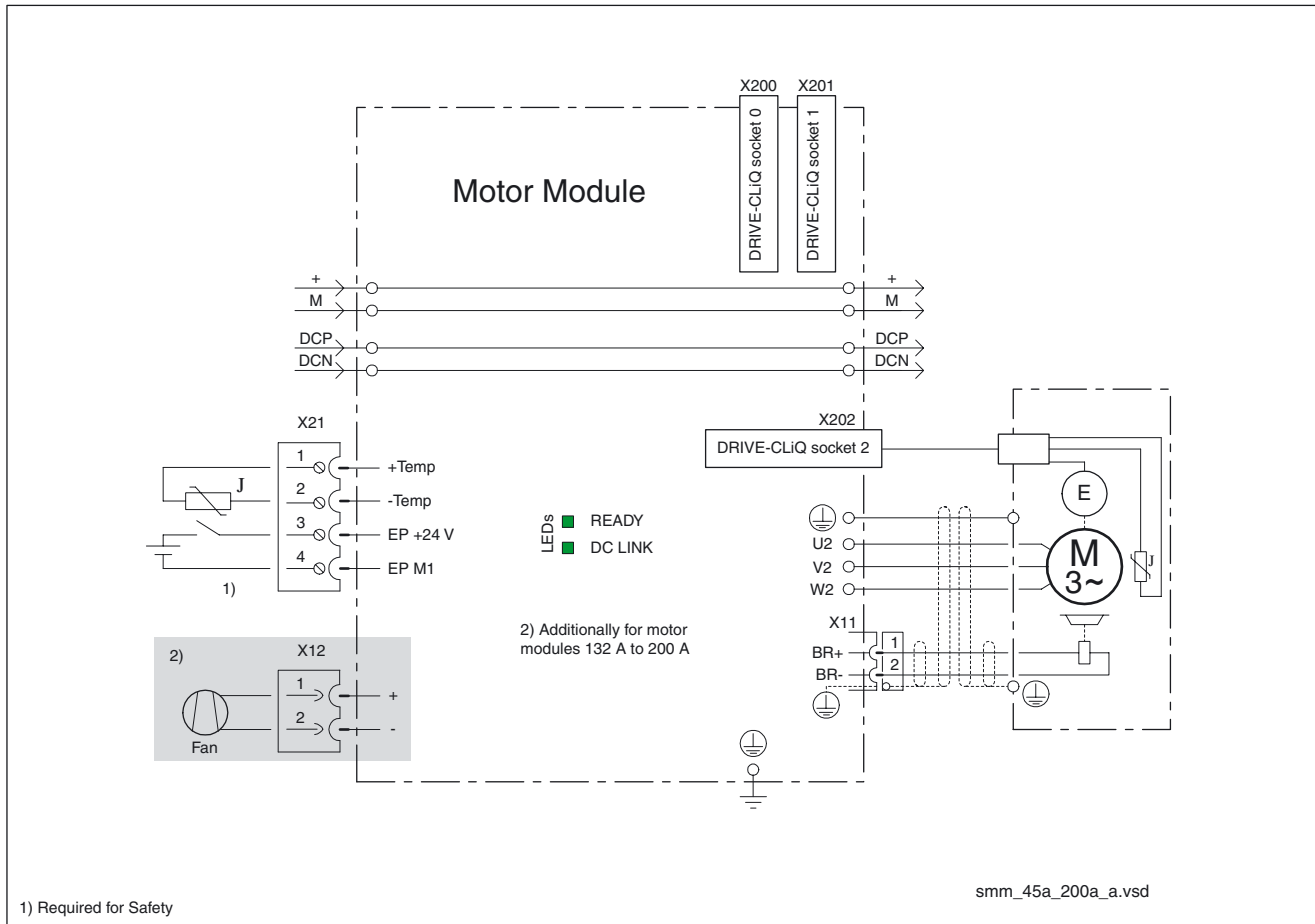 X200 X201
DRIVE-CLiQ socket 0
DRIVE-CLiQ socket 1
Motor Module
+ +
M M
DCP DCP
DCN DCN
X21
1 +Temp
2 -Temp
3 EP +24 V
4 EP M1
J
1)
X202
DRIVE-CLiQ socket 2
E
M
3~
J
LEDs
READY
DC LINK
U2
V2
W2
X11
BR+ 1
BR- 2
2) Additionally for motor
modules 132 A to 200 A
2)
X12
1 +
2 -
Fan
smm_45a_200a_a.vsd
1) Required for Safety